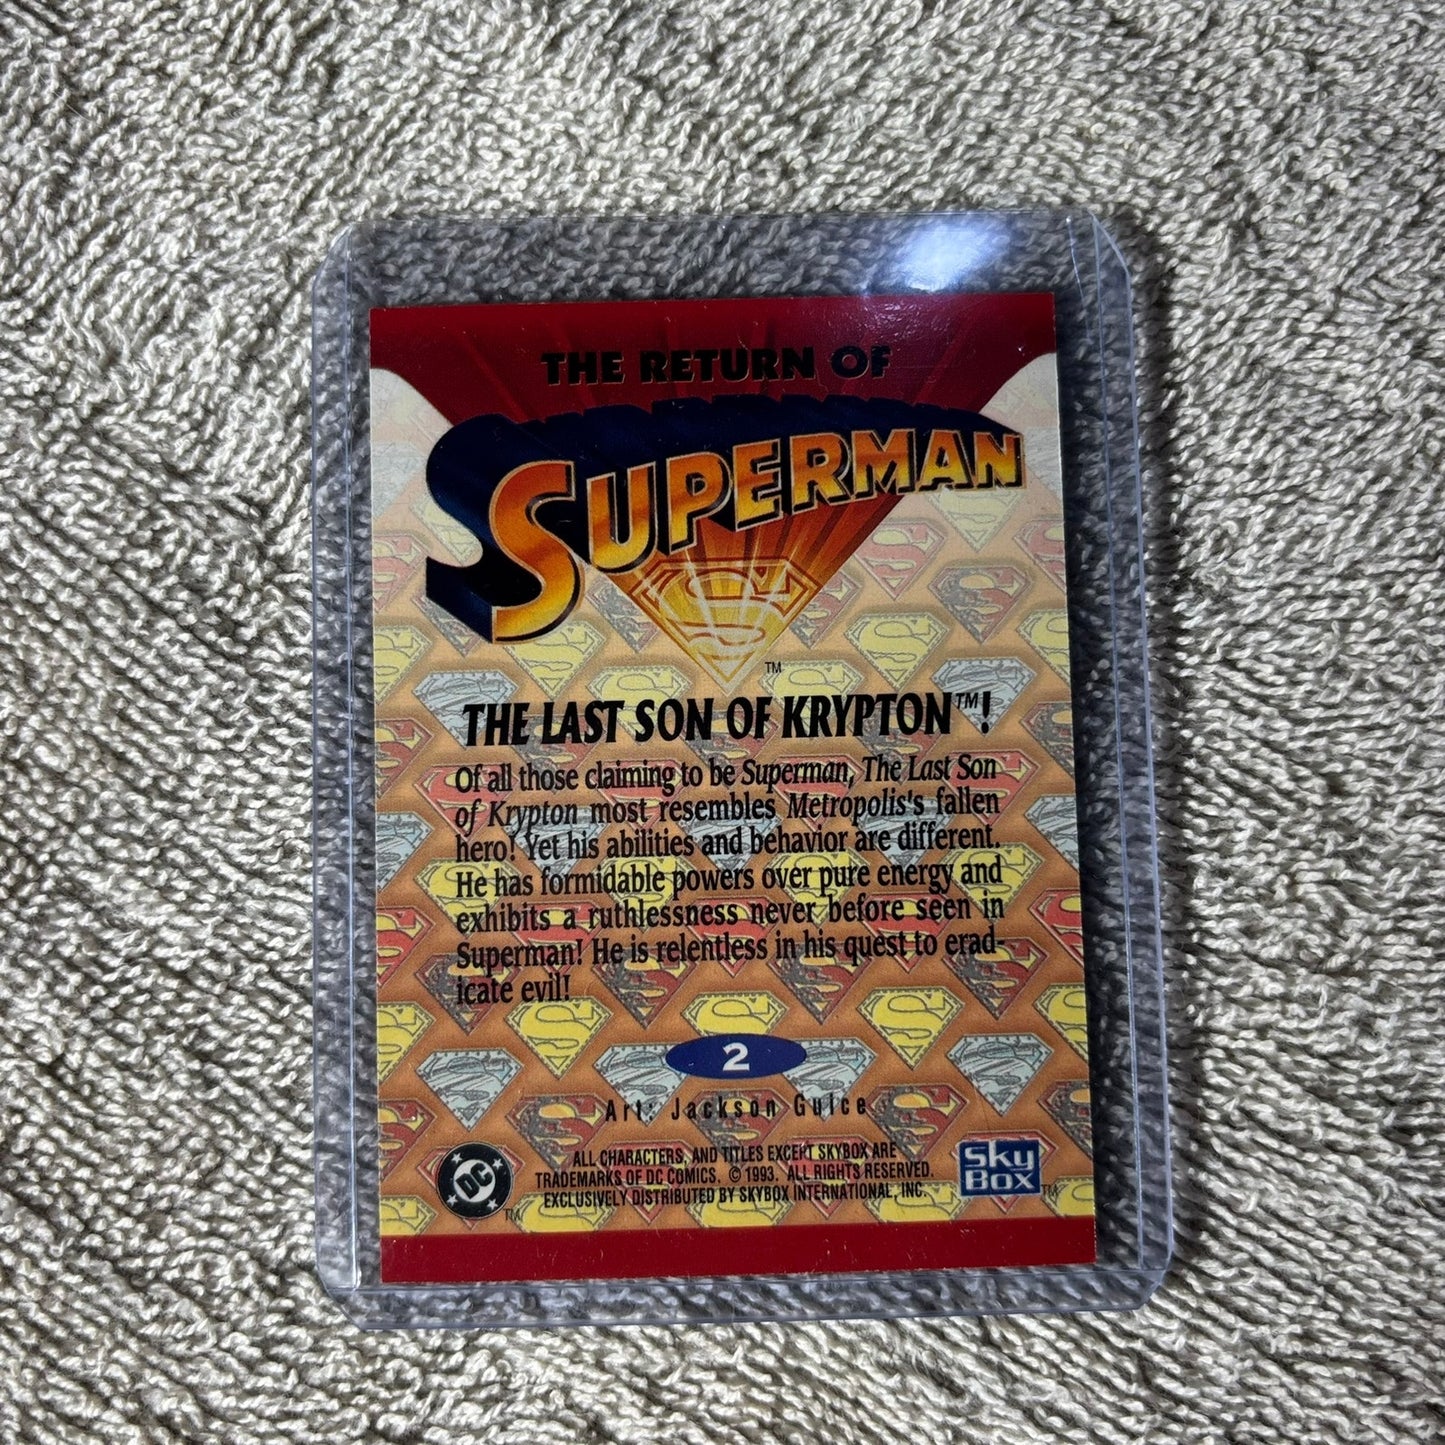 THE RETURN OF
SUPERMAN
TM
THE LAST SON OF KRYPTON™!
Of all those claiming to be Superman, The Last Son
of Krypton most resembles Metropolis's fallen
hero! Yet his abilities and behavior are different.
He has formidable powers over pure energy and
exhibits a ruthlessness never before seen in
Superman! He is relentless in his quest to erad-
icate evil!
2
Art: Jackson Guice
ALL CHARACTERS, AND TITLES EXCEPT SKYBOX ARE
TRADEMARKS OF DC COMICS. © 1993. ALL RIGHTS RESERVED.
EXCLUSIVELY DISTRIBUTED BY SKYBOX INTERNATIONAL, INC.
DC
TM
SKY
BOX
TM